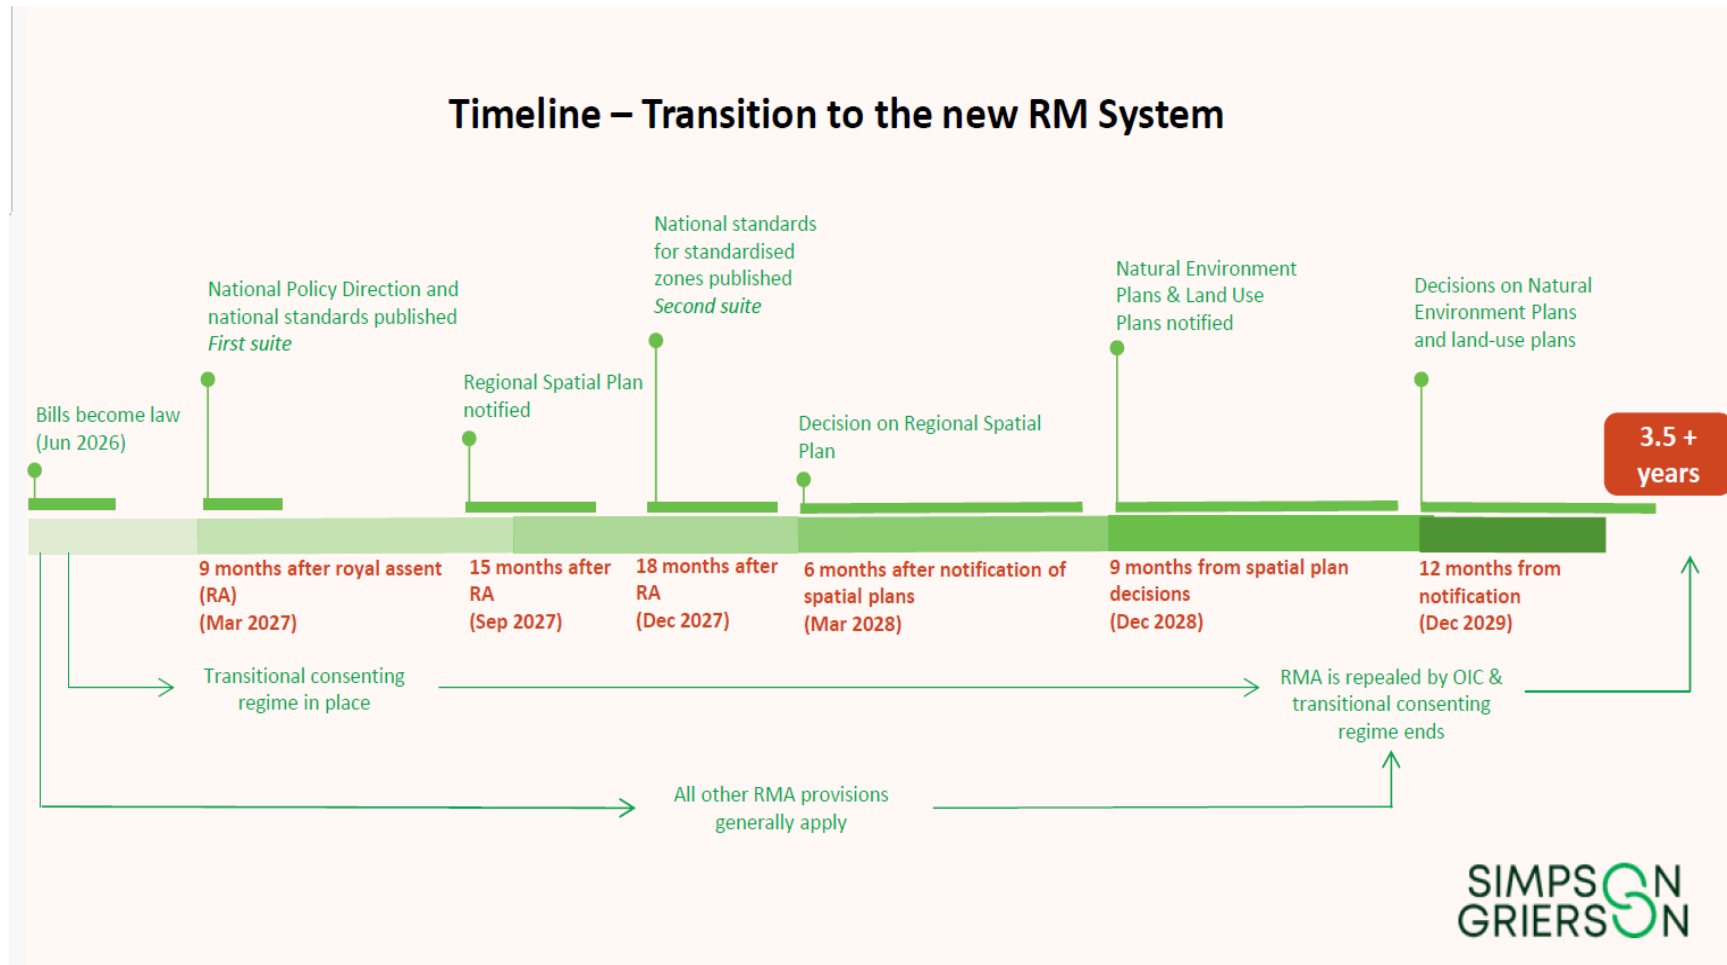 Timeline – Transition to the new RM System
Bills become law
(Jun 2026)
National Policy Direction and
national standards published
First suite
Regional Spatial Plan
notified
National standards
for standardised
zones published
Second suite
Decision on Regional Spatial
Plan
Natural Environment
Plans & Land Use
Plans notified
Decisions on Natural
Environment Plans
and land-use plans
3.5 +
years
9 months after royal assent
(RA)
(Mar 2027)
15 months after
RA
(Sep 2027)
18 months after
RA
(Dec 2027)
6 months after notification of
spatial plans
(Mar 2028)
9 months from spatial plan
decisions
(Dec 2028)
12 months from
notification
(Dec 2029)
Transitional consenting
regime in place
RMA is repealed by OIC &
transitional consenting
regime ends
All other RMA provisions
generally apply
SIMPSON
GRIERSON